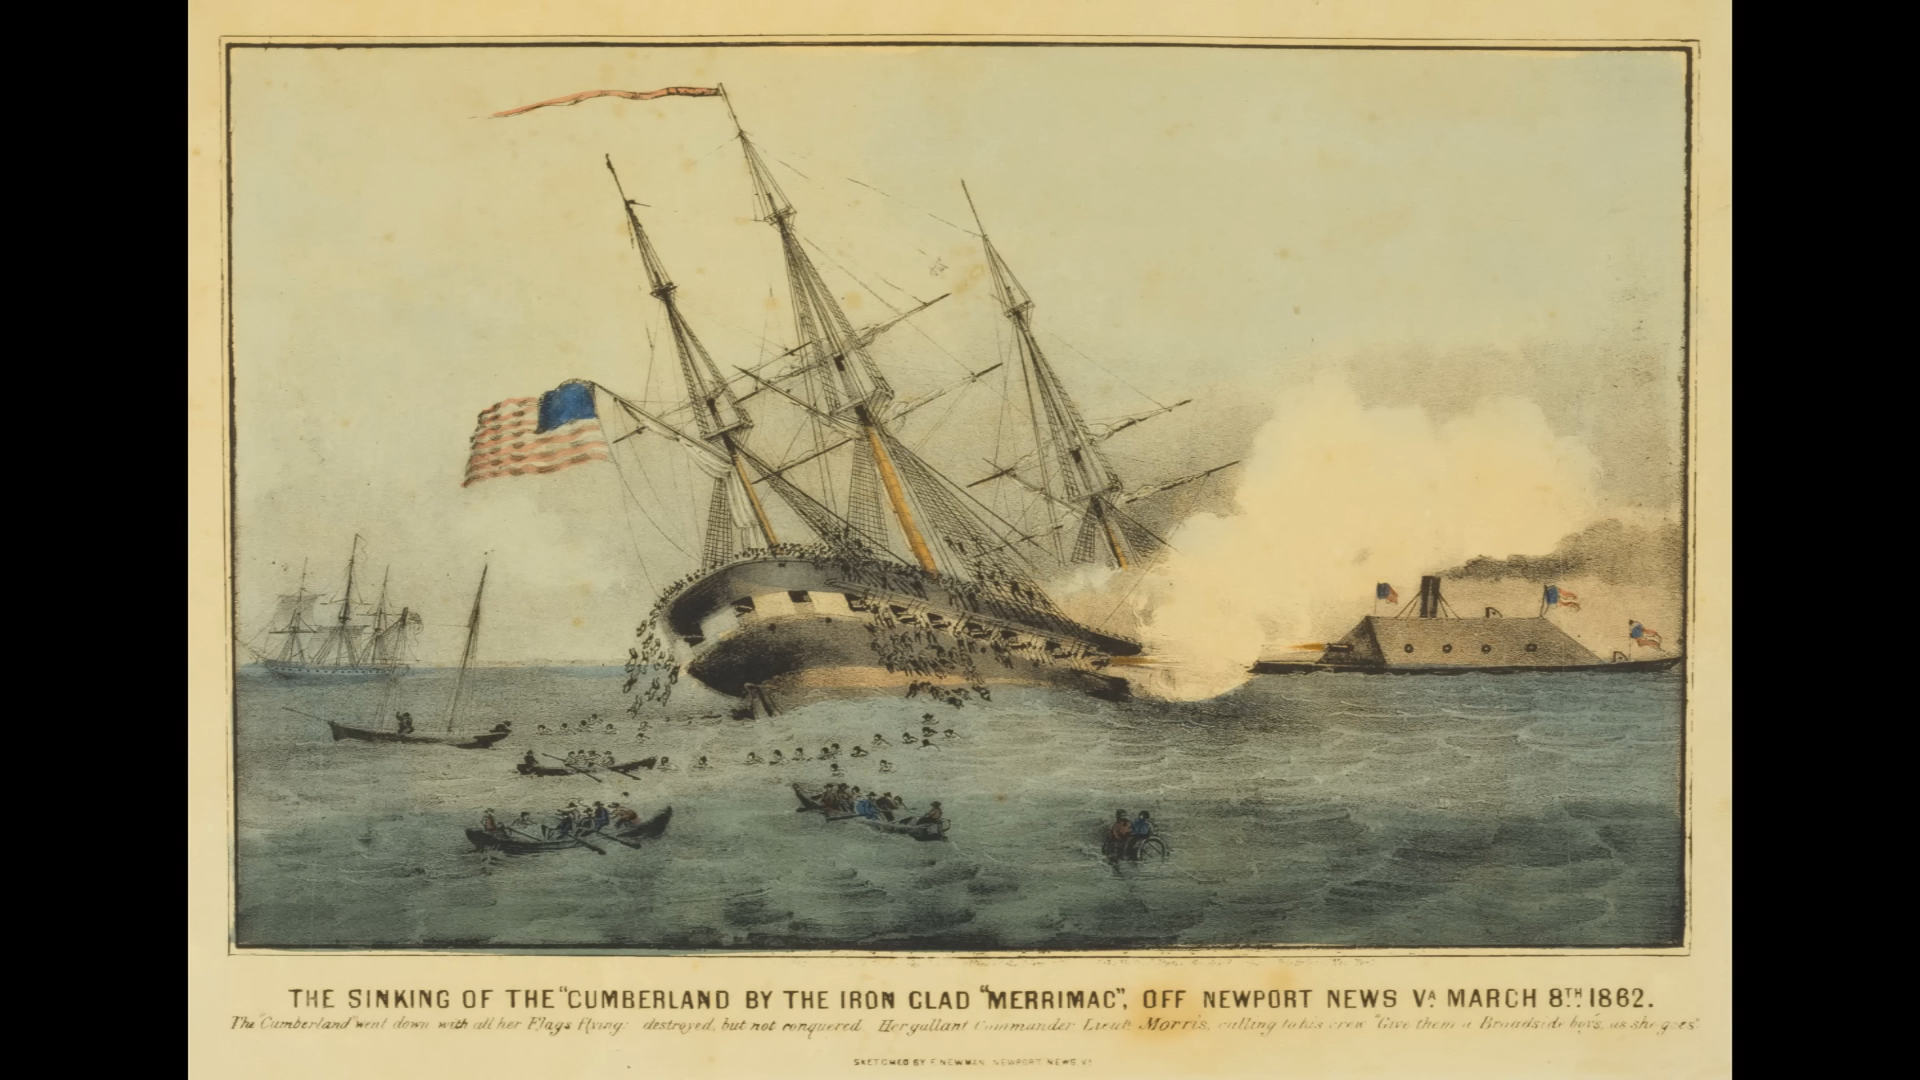 THE SINKING OF THE "CUMBERLAND BY THE IRON CLAD "MERRIMAC", OFF NEWPORT NEWS VA MARCH 8TH 1862.
The "Cumberland" went down with all her Flags flying: destroyed, but not conquered. Her gallant Commander Lieut. Morris, calling to his crew "Give them a Broadside boys, as she goes"
SKETCHED BY F. NEWMAN, NEWPORT NEWS VA